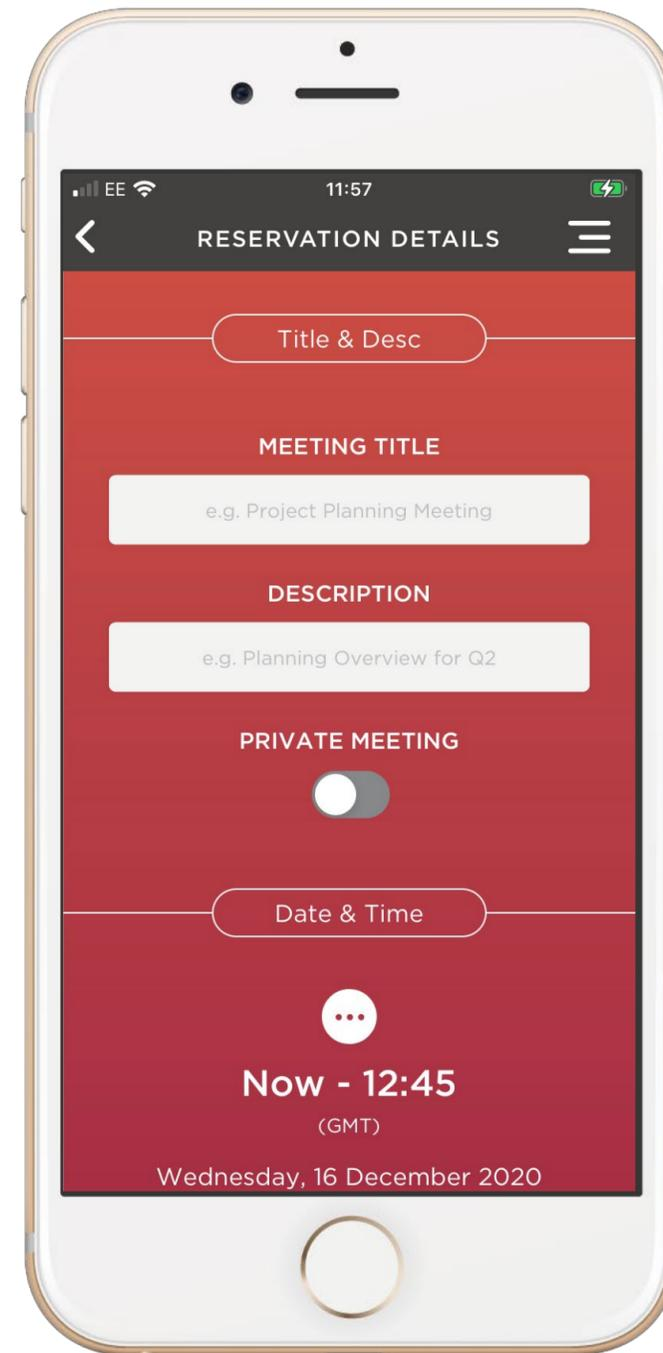 EE 11:57
RESERVATION DETAILS
Title & Desc
MEETING TITLE
e.g. Project Planning Meeting
DESCRIPTION
e.g. Planning Overview for Q2
PRIVATE MEETING
Date & Time
Now - 12:45
(GMT)
Wednesday, 16 December 2020